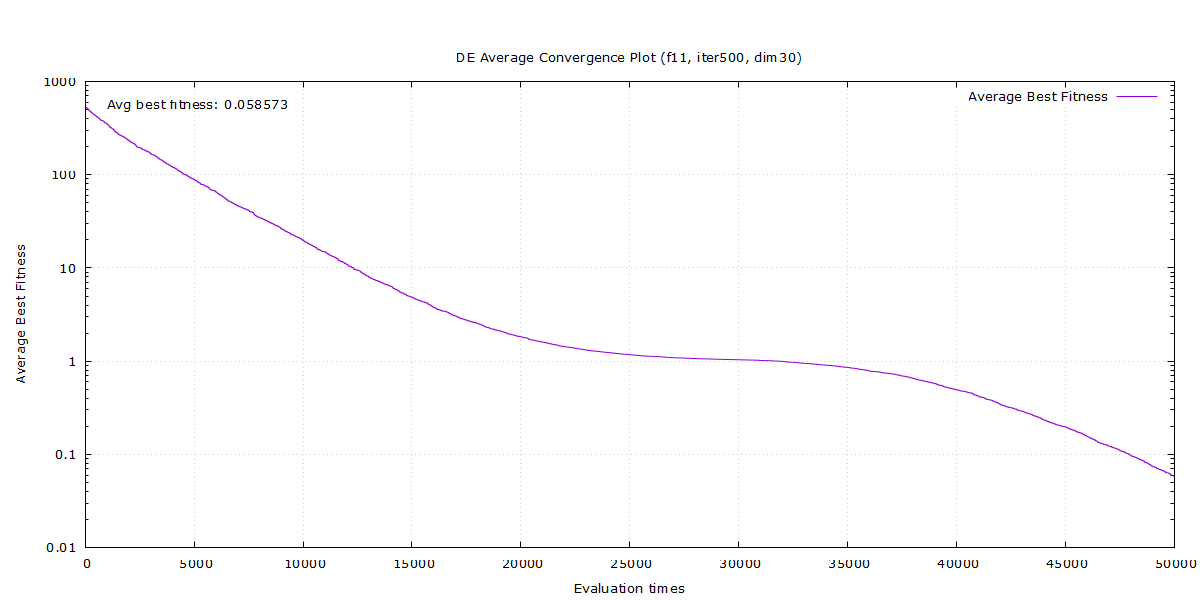 DE Average Convergence Plot (f11, iter500, dim30)
Avg best fitness: 0.058573
Average Best Fitness
1000
100
10
1
0.1
0.01
Average Best Fitness
0 5000 10000 15000 20000 25000 30000 35000 40000 45000 50000
Evaluation times